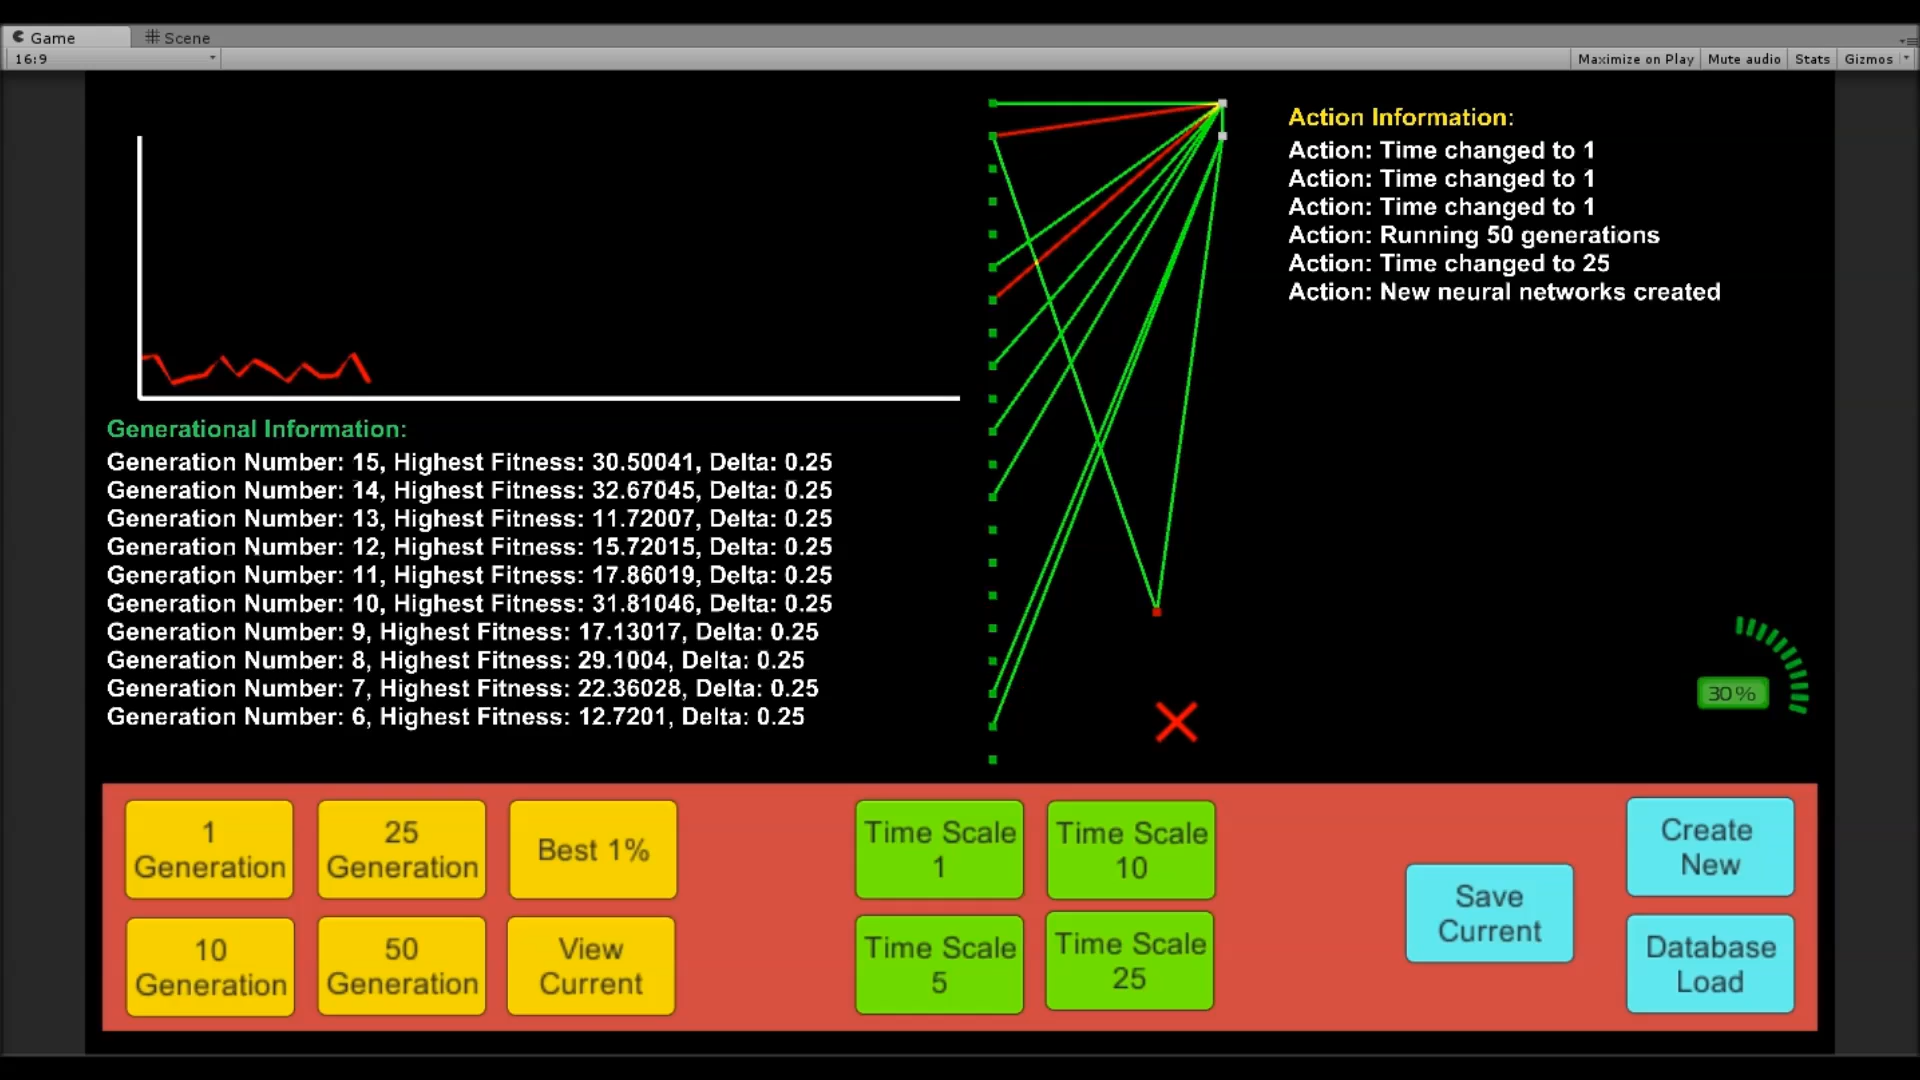 Game
Scene
16:9
Maximize on Play
Mute audio
Stats
Gizmos
Action Information:
Action: Time changed to 1
Action: Time changed to 1
Action: Time changed to 1
Action: Running 50 generations
Action: Time changed to 25
Action: New neural networks created
Generational Information:
Generation Number: 15, Highest Fitness: 30.50041, Delta: 0.25
Generation Number: 14, Highest Fitness: 32.67045, Delta: 0.25
Generation Number: 13, Highest Fitness: 11.72007, Delta: 0.25
Generation Number: 12, Highest Fitness: 15.72015, Delta: 0.25
Generation Number: 11, Highest Fitness: 17.86019, Delta: 0.25
Generation Number: 10, Highest Fitness: 31.81046, Delta: 0.25
Generation Number: 9, Highest Fitness: 17.13017, Delta: 0.25
Generation Number: 8, Highest Fitness: 29.1004, Delta: 0.25
Generation Number: 7, Highest Fitness: 22.36028, Delta: 0.25
Generation Number: 6, Highest Fitness: 12.7201, Delta: 0.25
30%
1
Generation
25
Generation
Best 1%
10
Generation
50
Generation
View
Current
Time Scale
1
Time Scale
10
Time Scale
5
Time Scale
25
Save
Current
Create
New
Database
Load